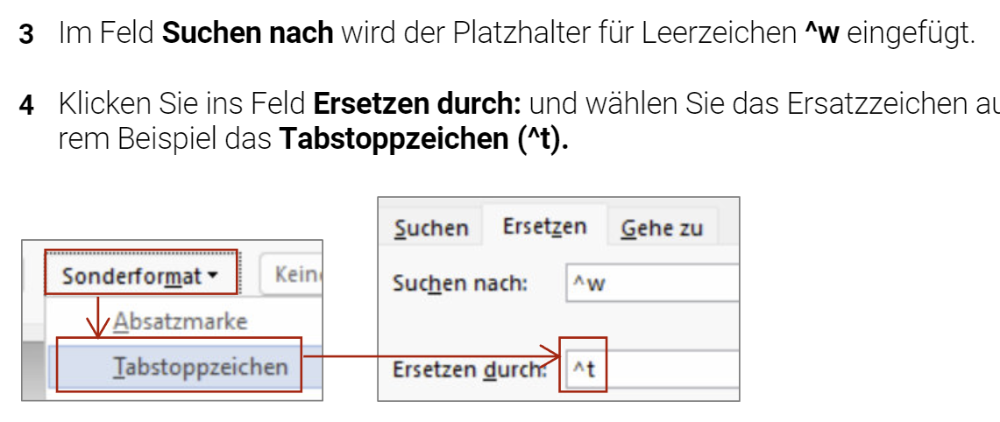 3 Im Feld Suchen nach wird der Platzhalter für Leerzeichen ^w eingefügt.
4 Klicken Sie ins Feld Ersetzen durch: und wählen Sie das Ersatzzeichen au
rem Beispiel das Tabstoppzeichen (^t).
Sonderformat
Kein
Absatzmarke
Tabstoppzeichen
Suchen Ersetzen Gehe zu
Suchen nach: ^w
Ersetzen durch: ^t